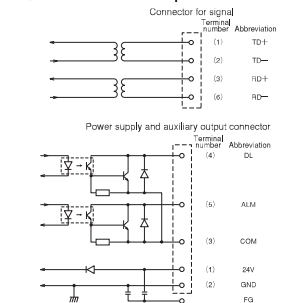 Connector for signal
Terminal number Abbreviation
(1) TD+
(2) TD−
(3) RD+
(6) RD−
Power supply and auxiliary output connector
Terminal number Abbreviation
(4) DL
(5) ALM
(3) COM
(1) 24V
(2) GND
FG